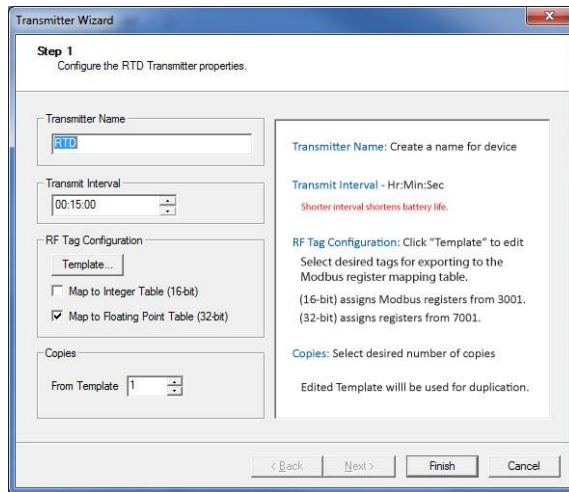 Transmitter Wizard
Step 1
Configure the RTD Transmitter properties.
Transmitter Name
RTD
Transmit Interval
00:15:00
RF Tag Configuration
Template...
Map to Integer Table (16-bit)
Map to Floating Point Table (32-bit)
Copies
From Template 1
Transmitter Name: Create a name for device
Transmit Interval - Hr:Min:Sec
Shorter interval shortens battery life.
RF Tag Configuration: Click "Template" to edit
Select desired tags for exporting to the
Modbus register mapping table.
(16-bit) assigns Modbus registers from 3001.
(32-bit) assigns registers from 7001.
Copies: Select desired number of copies
Edited Template willl be used for duplication.
< Back Next > Finish Cancel